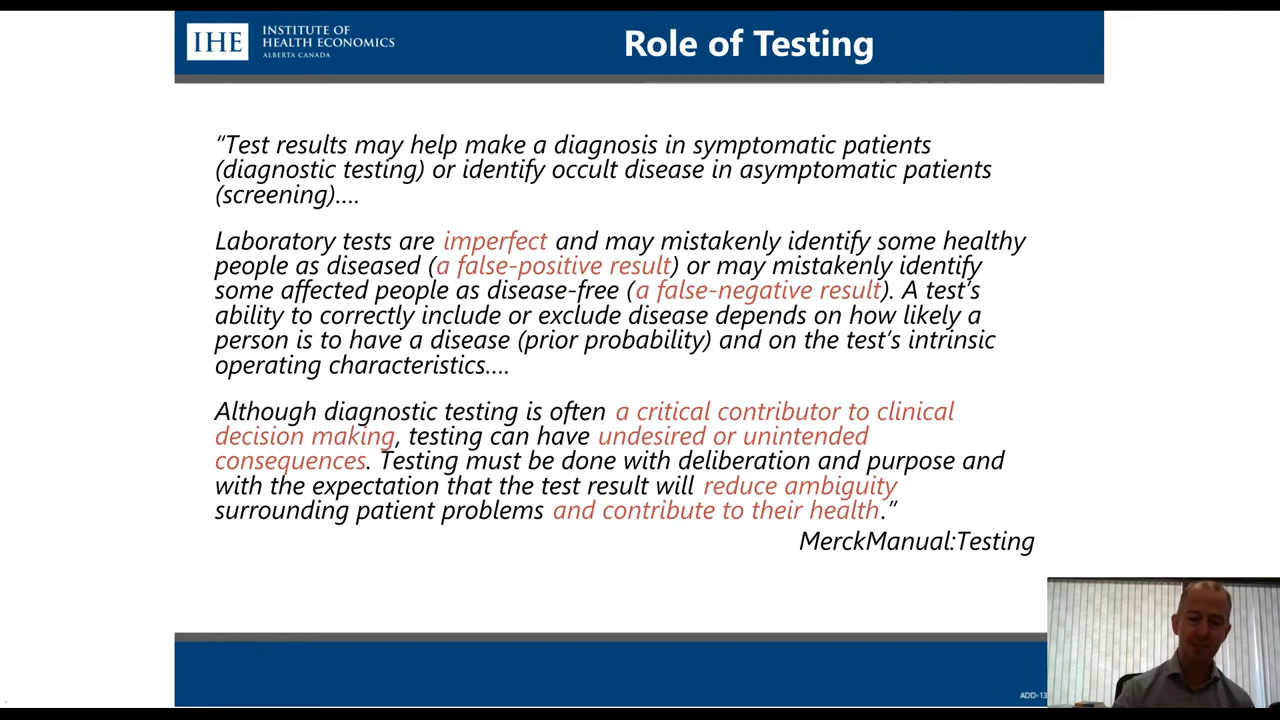 IHE
INSTITUTE OF
HEALTH ECONOMICS
ALBERTA CANADA
Role of Testing
“Test results may help make a diagnosis in symptomatic patients
(diagnostic testing) or identify occult disease in asymptomatic patients
(screening)....
Laboratory tests are imperfect and may mistakenly identify some healthy
people as diseased (a false-positive result) or may mistakenly identify
some affected people as disease-free (a false-negative result). A test’s
ability to correctly include or exclude disease depends on how likely a
person is to have a disease (prior probability) and on the test’s intrinsic
operating characteristics....
Although diagnostic testing is often a critical contributor to clinical
decision making, testing can have undesired or unintended
consequences. Testing must be done with deliberation and purpose and
with the expectation that the test result will reduce ambiguity
surrounding patient problems and contribute to their health.”
MerckManual:Testing
ADD-13